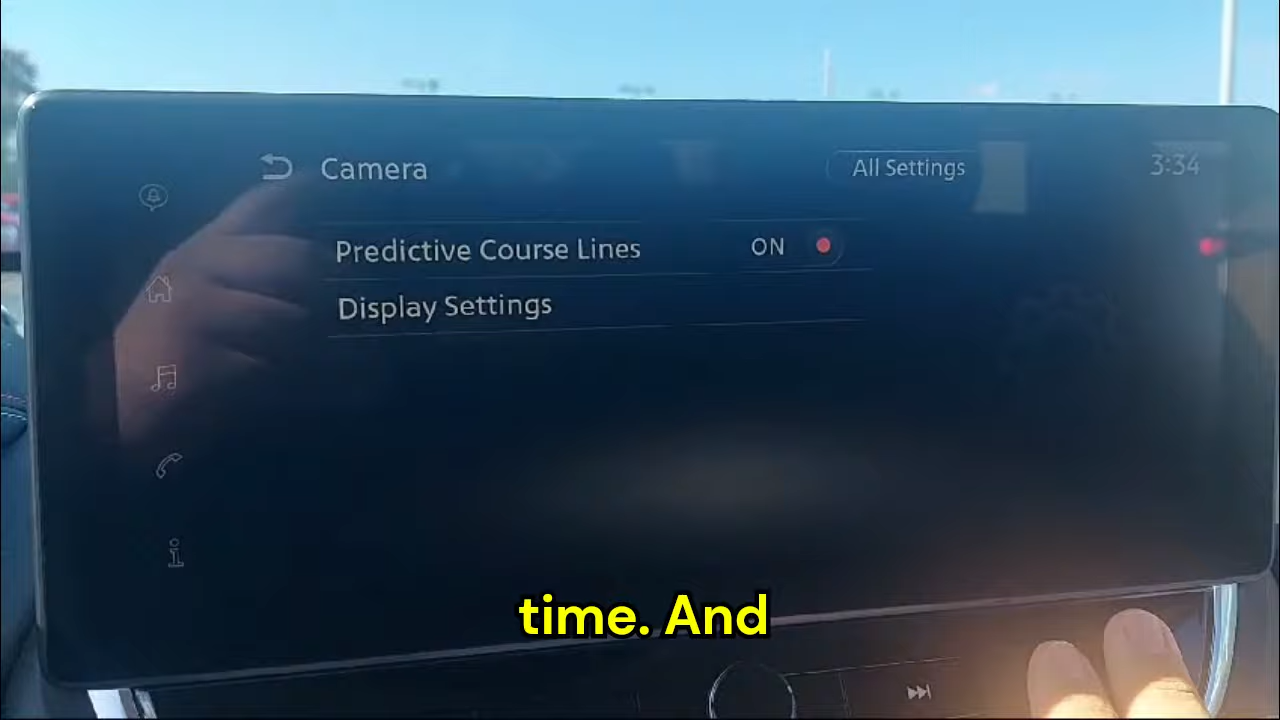 Camera
All Settings
3:34
Predictive Course Lines
ON
Display Settings
time. And